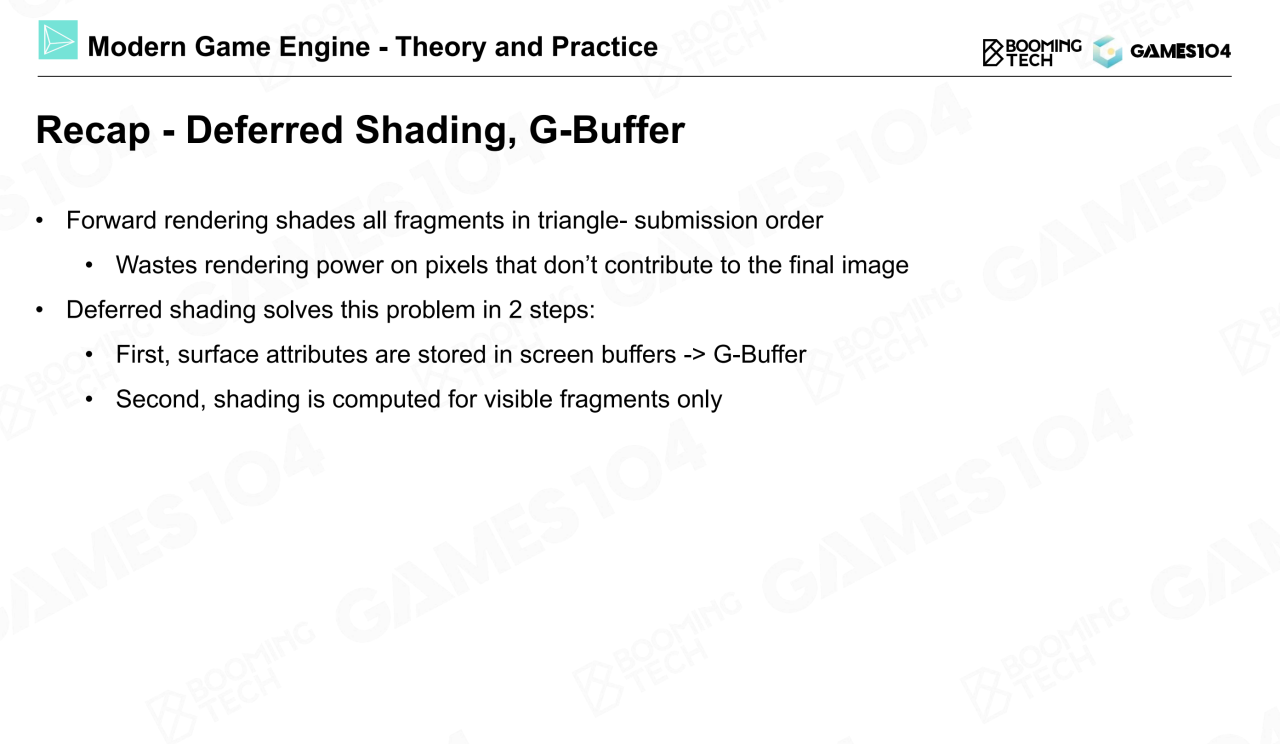 Modern Game Engine - Theory and Practice
BOOMING
TECH
GAMES104
Recap - Deferred Shading, G-Buffer
• Forward rendering shades all fragments in triangle- submission order
• Wastes rendering power on pixels that don’t contribute to the final image
• Deferred shading solves this problem in 2 steps:
• First, surface attributes are stored in screen buffers -> G-Buffer
• Second, shading is computed for visible fragments only